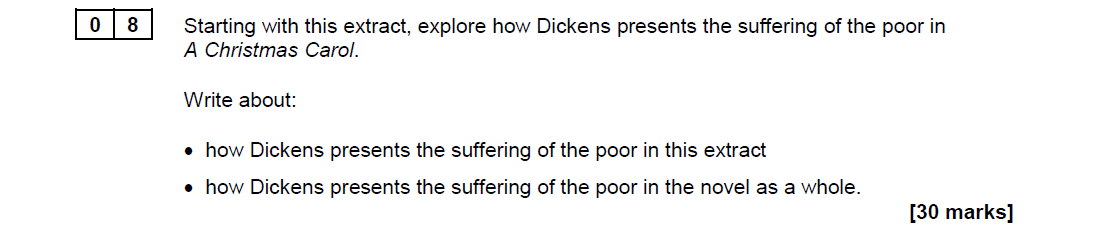 0 8 Starting with this extract, explore how Dickens presents the suffering of the poor in
A Christmas Carol.
Write about:
• how Dickens presents the suffering of the poor in this extract
• how Dickens presents the suffering of the poor in the novel as a whole.
[30 marks]